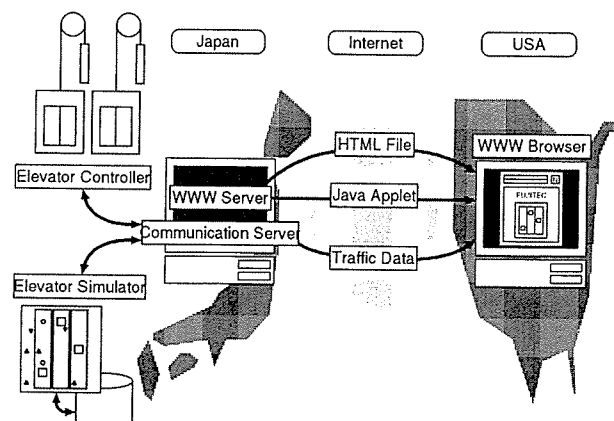 Japan
Internet
USA
HTML File
WWW Browser
Elevator Controller
WWW Server
Java Applet
FUJITEC
Communication Server
Traffic Data
Elevator Simulator